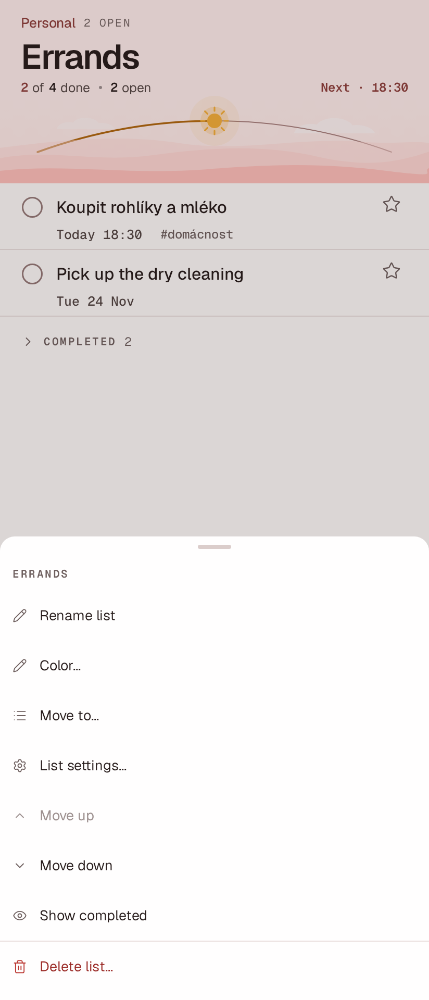 Personal 2 OPEN
Errands
2 of 4 done • 2 open
Next · 18:30
Koupit rohlíky a mléko
Today 18:30 #domácnost
Pick up the dry cleaning
Tue 24 Nov
COMPLETED 2
ERRANDS
Rename list
Color…
Move to…
List settings…
Move up
Move down
Show completed
Delete list…